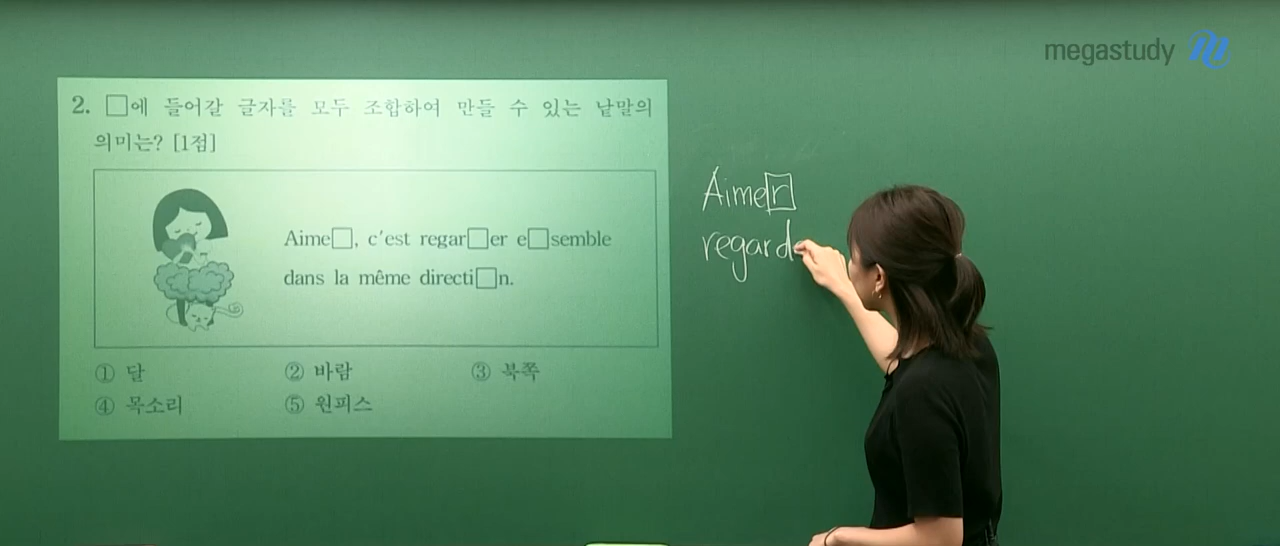 megastudy
2. □에 들어갈 글자를 모두 조합하여 만들 수 있는 낱말의
의미는? [1점]
Aime□, c'est regar□er e□semble
dans la même directi□n.
① 달
② 바람
③ 북쪽
④ 목소리
⑤ 원피스
Aimer
regard